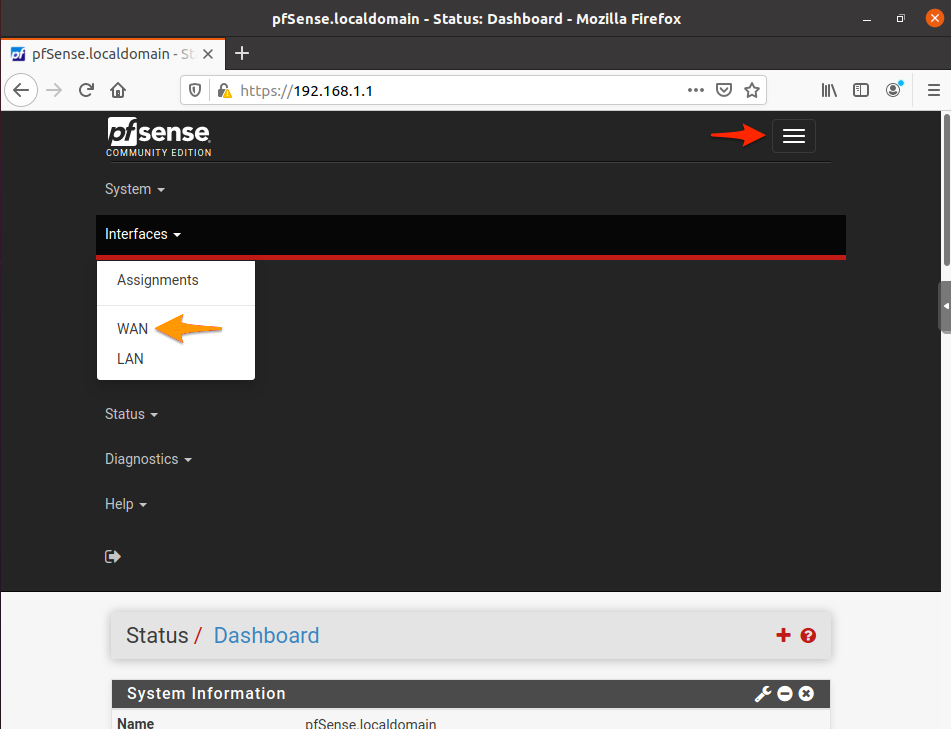 pfSense.localdomain - Status: Dashboard - Mozilla Firefox
pf pfSense.localdomain - St
https://192.168.1.1
pfsense
COMMUNITY EDITION
System
Interfaces
Assignments
WAN
LAN
Status
Diagnostics
Help
Status / Dashboard
System Information
Name pfSense.localdomain